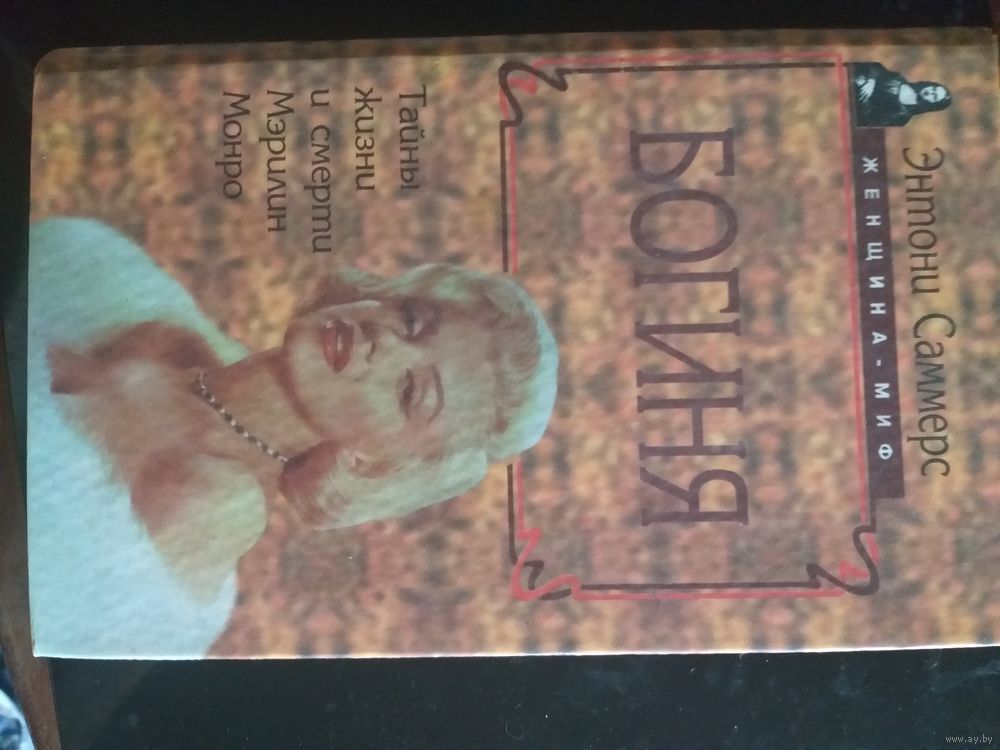 Энтони Саммерс
ЖЕНЩИНА-МИФ
БОГИНЯ
Тайны
жизни
и смерти
Мэрилин
Монро
www.ay.by